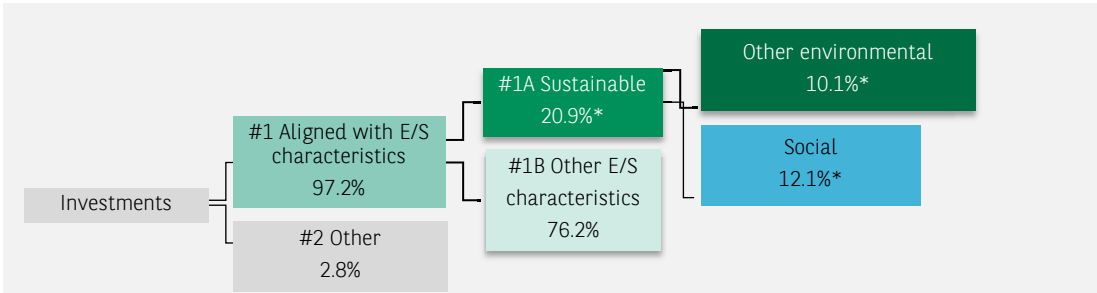 Investments
#1 Aligned with E/S
characteristics
97.2%
#2 Other
2.8%
#1A Sustainable
20.9%*
#1B Other E/S
characteristics
76.2%
Other environmental
10.1%*
Social
12.1%*